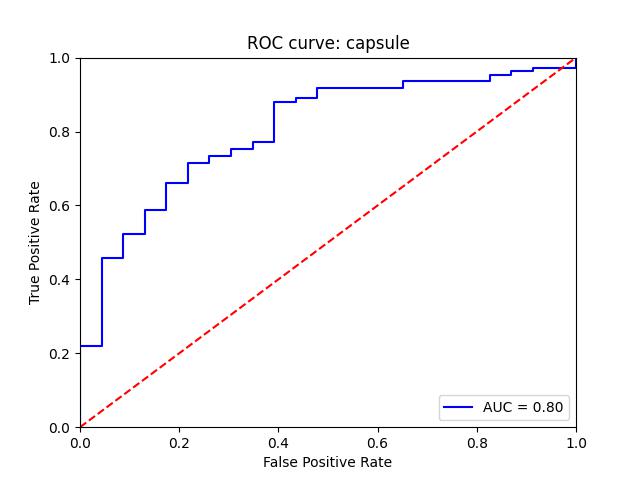 ROC curve: capsule
1.0
0.8
0.6
0.4
0.2
0.0
True Positive Rate
AUC = 0.80
0.0 0.2 0.4 0.6 0.8 1.0
False Positive Rate